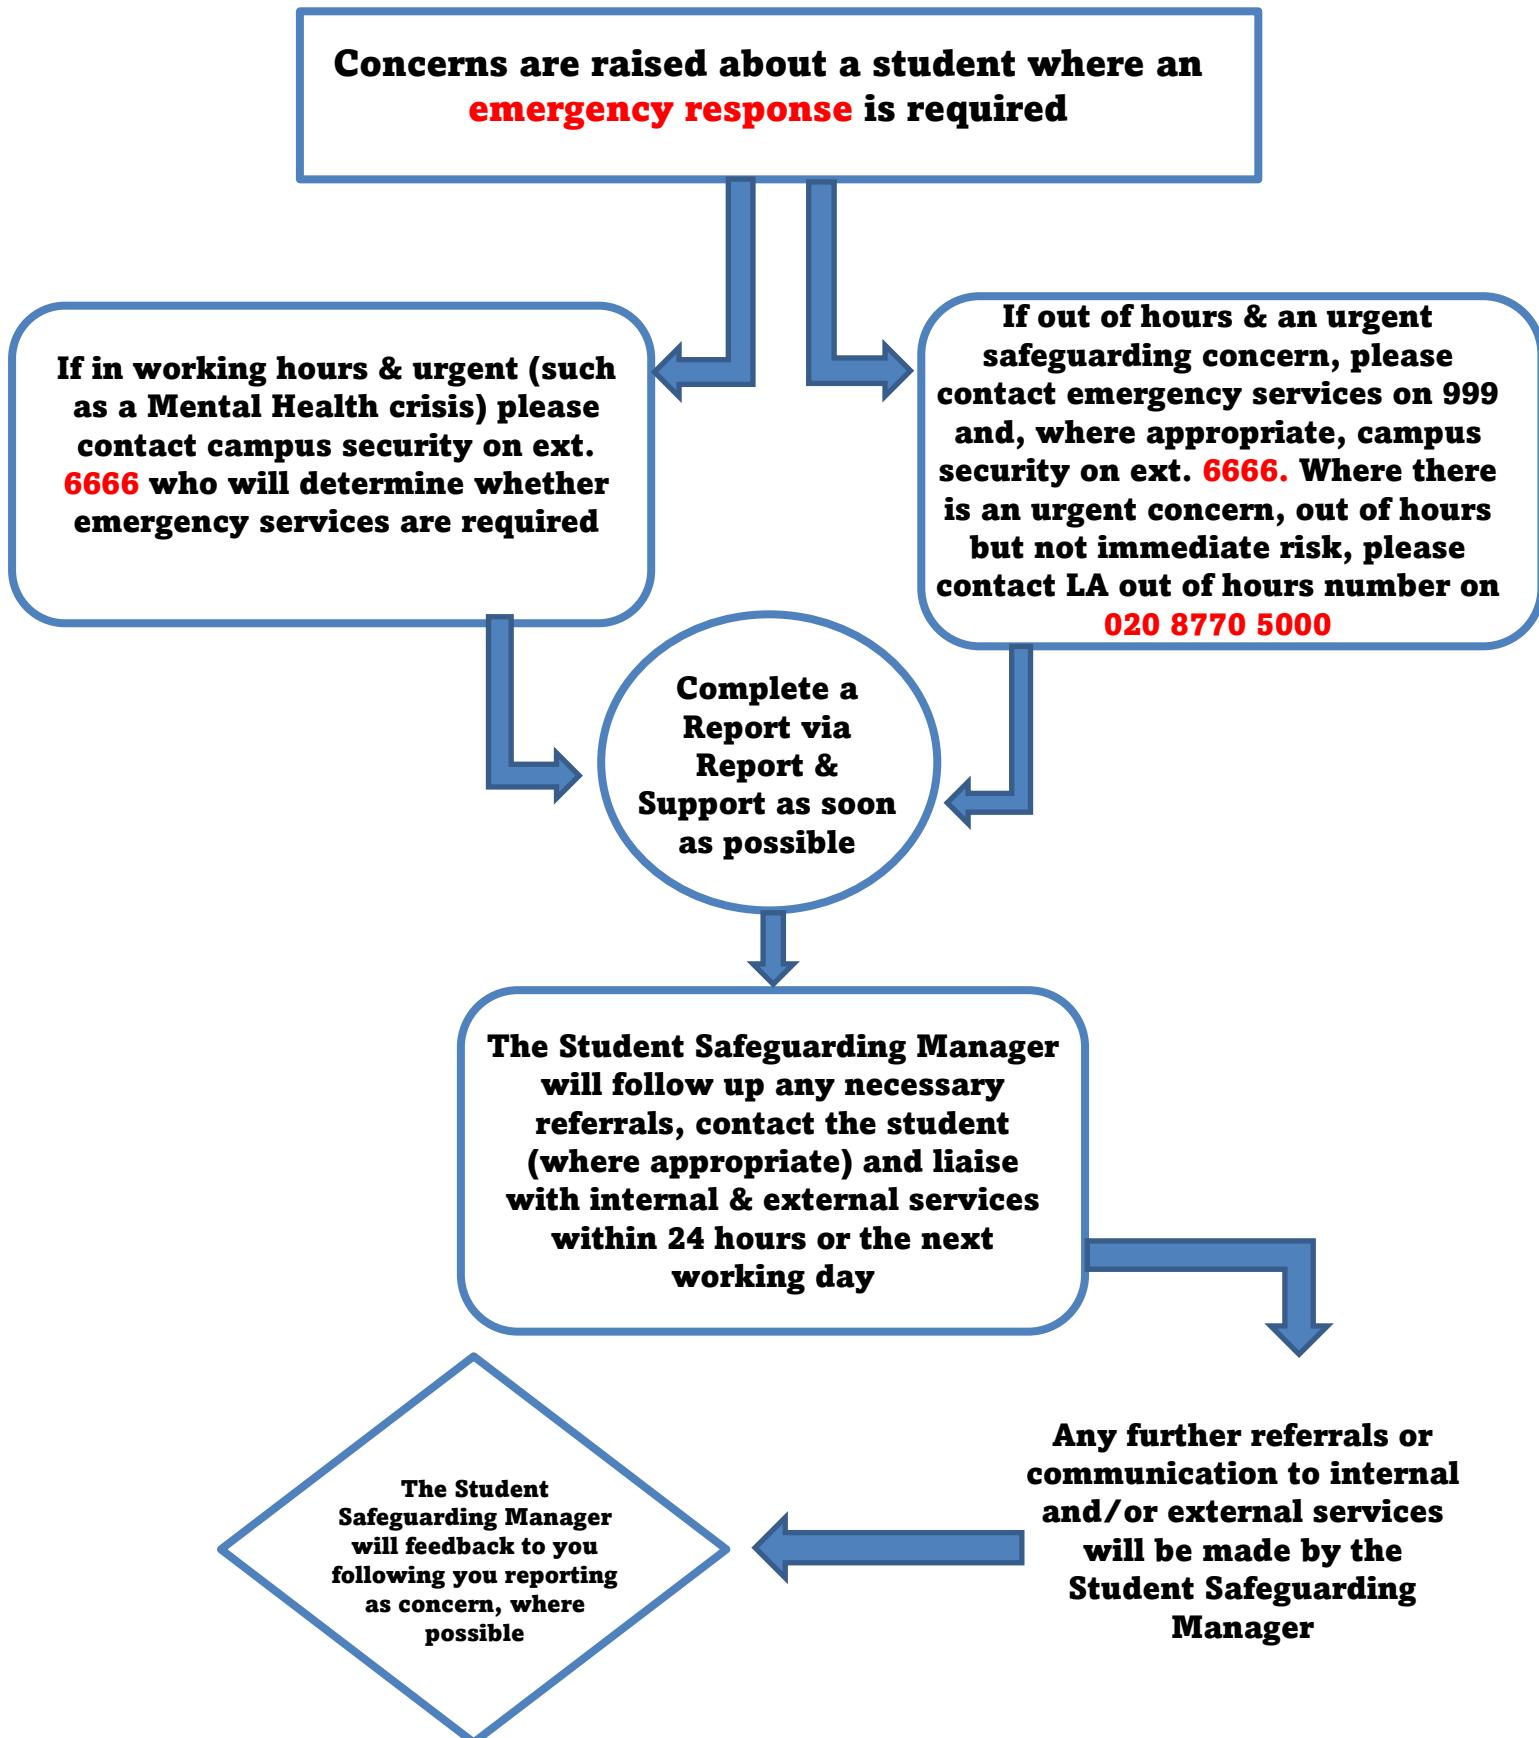 Concerns are raised about a student where an
emergency response is required
If in working hours & urgent (such
as a Mental Health crisis) please
contact campus security on ext.
6666 who will determine whether
emergency services are required
If out of hours & an urgent
safeguarding concern, please
contact emergency services on 999
and, where appropriate, campus
security on ext. 6666. Where there
is an urgent concern, out of hours
but not immediate risk, please
contact LA out of hours number on
020 8770 5000
Complete a
Report via
Report &
Support as soon
as possible
The Student Safeguarding Manager
will follow up any necessary
referrals, contact the student
(where appropriate) and liaise
with internal & external services
within 24 hours or the next
working day
Any further referrals or
communication to internal
and/or external services
will be made by the
Student Safeguarding
Manager
The Student
Safeguarding Manager
will feedback to you
following you reporting
as concern, where
possible